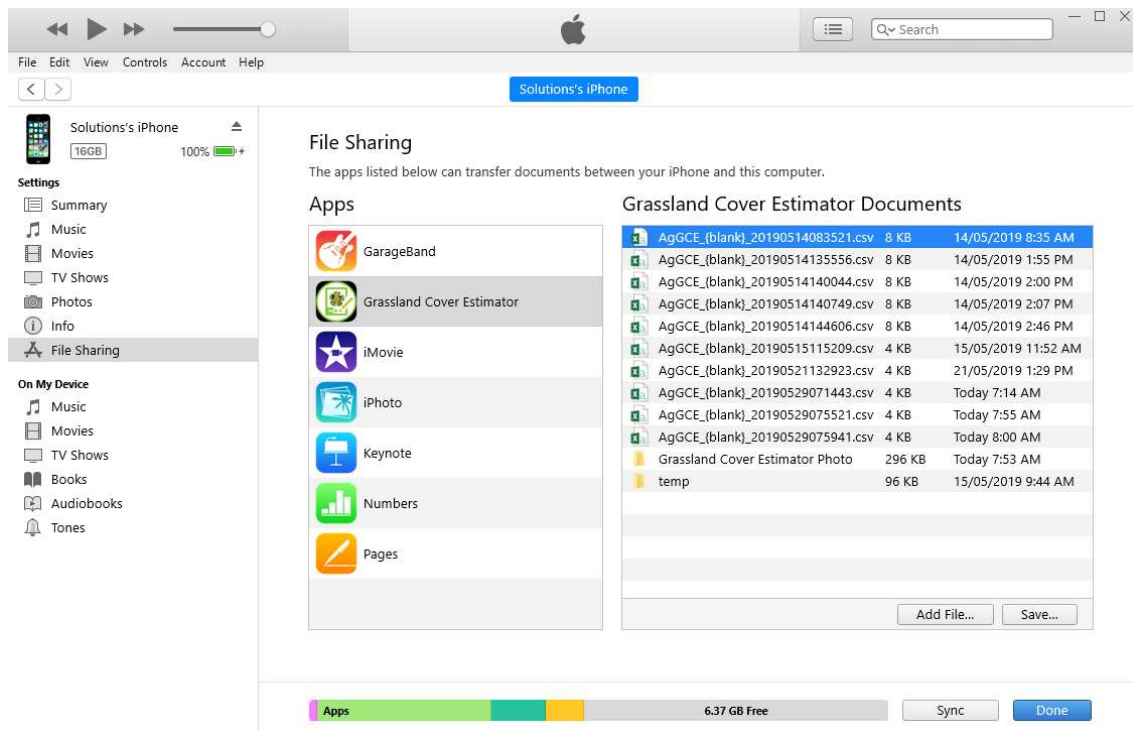 Search
File Edit View Controls Account Help
Solutions's iPhone
Solutions's iPhone
16GB 100%
Settings
Summary
Music
Movies
TV Shows
Photos
Info
File Sharing
On My Device
Music
Movies
TV Shows
Books
Audiobooks
Tones
File Sharing
The apps listed below can transfer documents between your iPhone and this computer.
Apps
GarageBand
Grassland Cover Estimator
iMovie
iPhoto
Keynote
Numbers
Pages
Grassland Cover Estimator Documents
AgGCE_{blank}_20190514083521.csv 8 KB 14/05/2019 8:35 AM
AgGCE_{blank}_20190514135556.csv 8 KB 14/05/2019 1:55 PM
AgGCE_{blank}_20190514140044.csv 8 KB 14/05/2019 2:00 PM
AgGCE_{blank}_20190514140749.csv 8 KB 14/05/2019 2:07 PM
AgGCE_{blank}_20190514144606.csv 8 KB 14/05/2019 2:46 PM
AgGCE_{blank}_20190515115209.csv 4 KB 15/05/2019 11:52 AM
AgGCE_{blank}_20190521132923.csv 4 KB 21/05/2019 1:29 PM
AgGCE_{blank}_20190529071443.csv 4 KB Today 7:14 AM
AgGCE_{blank}_20190529075521.csv 4 KB Today 7:55 AM
AgGCE_{blank}_20190529075941.csv 4 KB Today 8:00 AM
Grassland Cover Estimator Photo 296 KB Today 7:53 AM
temp 96 KB 15/05/2019 9:44 AM
Add File... Save...
Apps 6.37 GB Free Sync Done